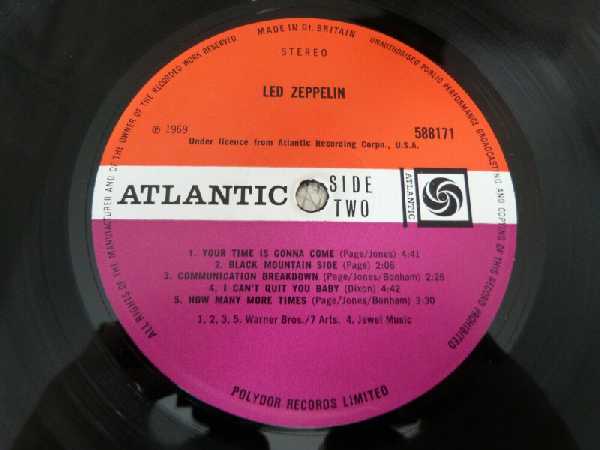 MADE IN GT. BRITAIN
ALL RIGHTS OF THE MANUFACTURER AND OF THE OWNER OF THE RECORDED WORK RESERVED
UNAUTHORISED PUBLIC PERFORMANCE BROADCASTING AND COPYING OF THIS RECORD PROHIBITED
STEREO
LED ZEPPELIN
℗ 1969
588171
Under licence from Atlantic Recording Corpn., U.S.A.
ATLANTIC
SIDE
TWO
ATLANTIC
1. YOUR TIME IS GONNA COME (Page/Jones) 4:41
2. BLACK MOUNTAIN SIDE (Page) 2:06
3. COMMUNICATION BREAKDOWN (Page/Jones/Bonham) 2:26
4. I CAN'T QUIT YOU BABY (Dixon) 4:42
5. HOW MANY MORE TIMES (Page/Jones/Bonham) 3:30
1, 2, 3, 5. Warner Bros./7 Arts. 4. Jewel Music
POLYDOR RECORDS LIMITED